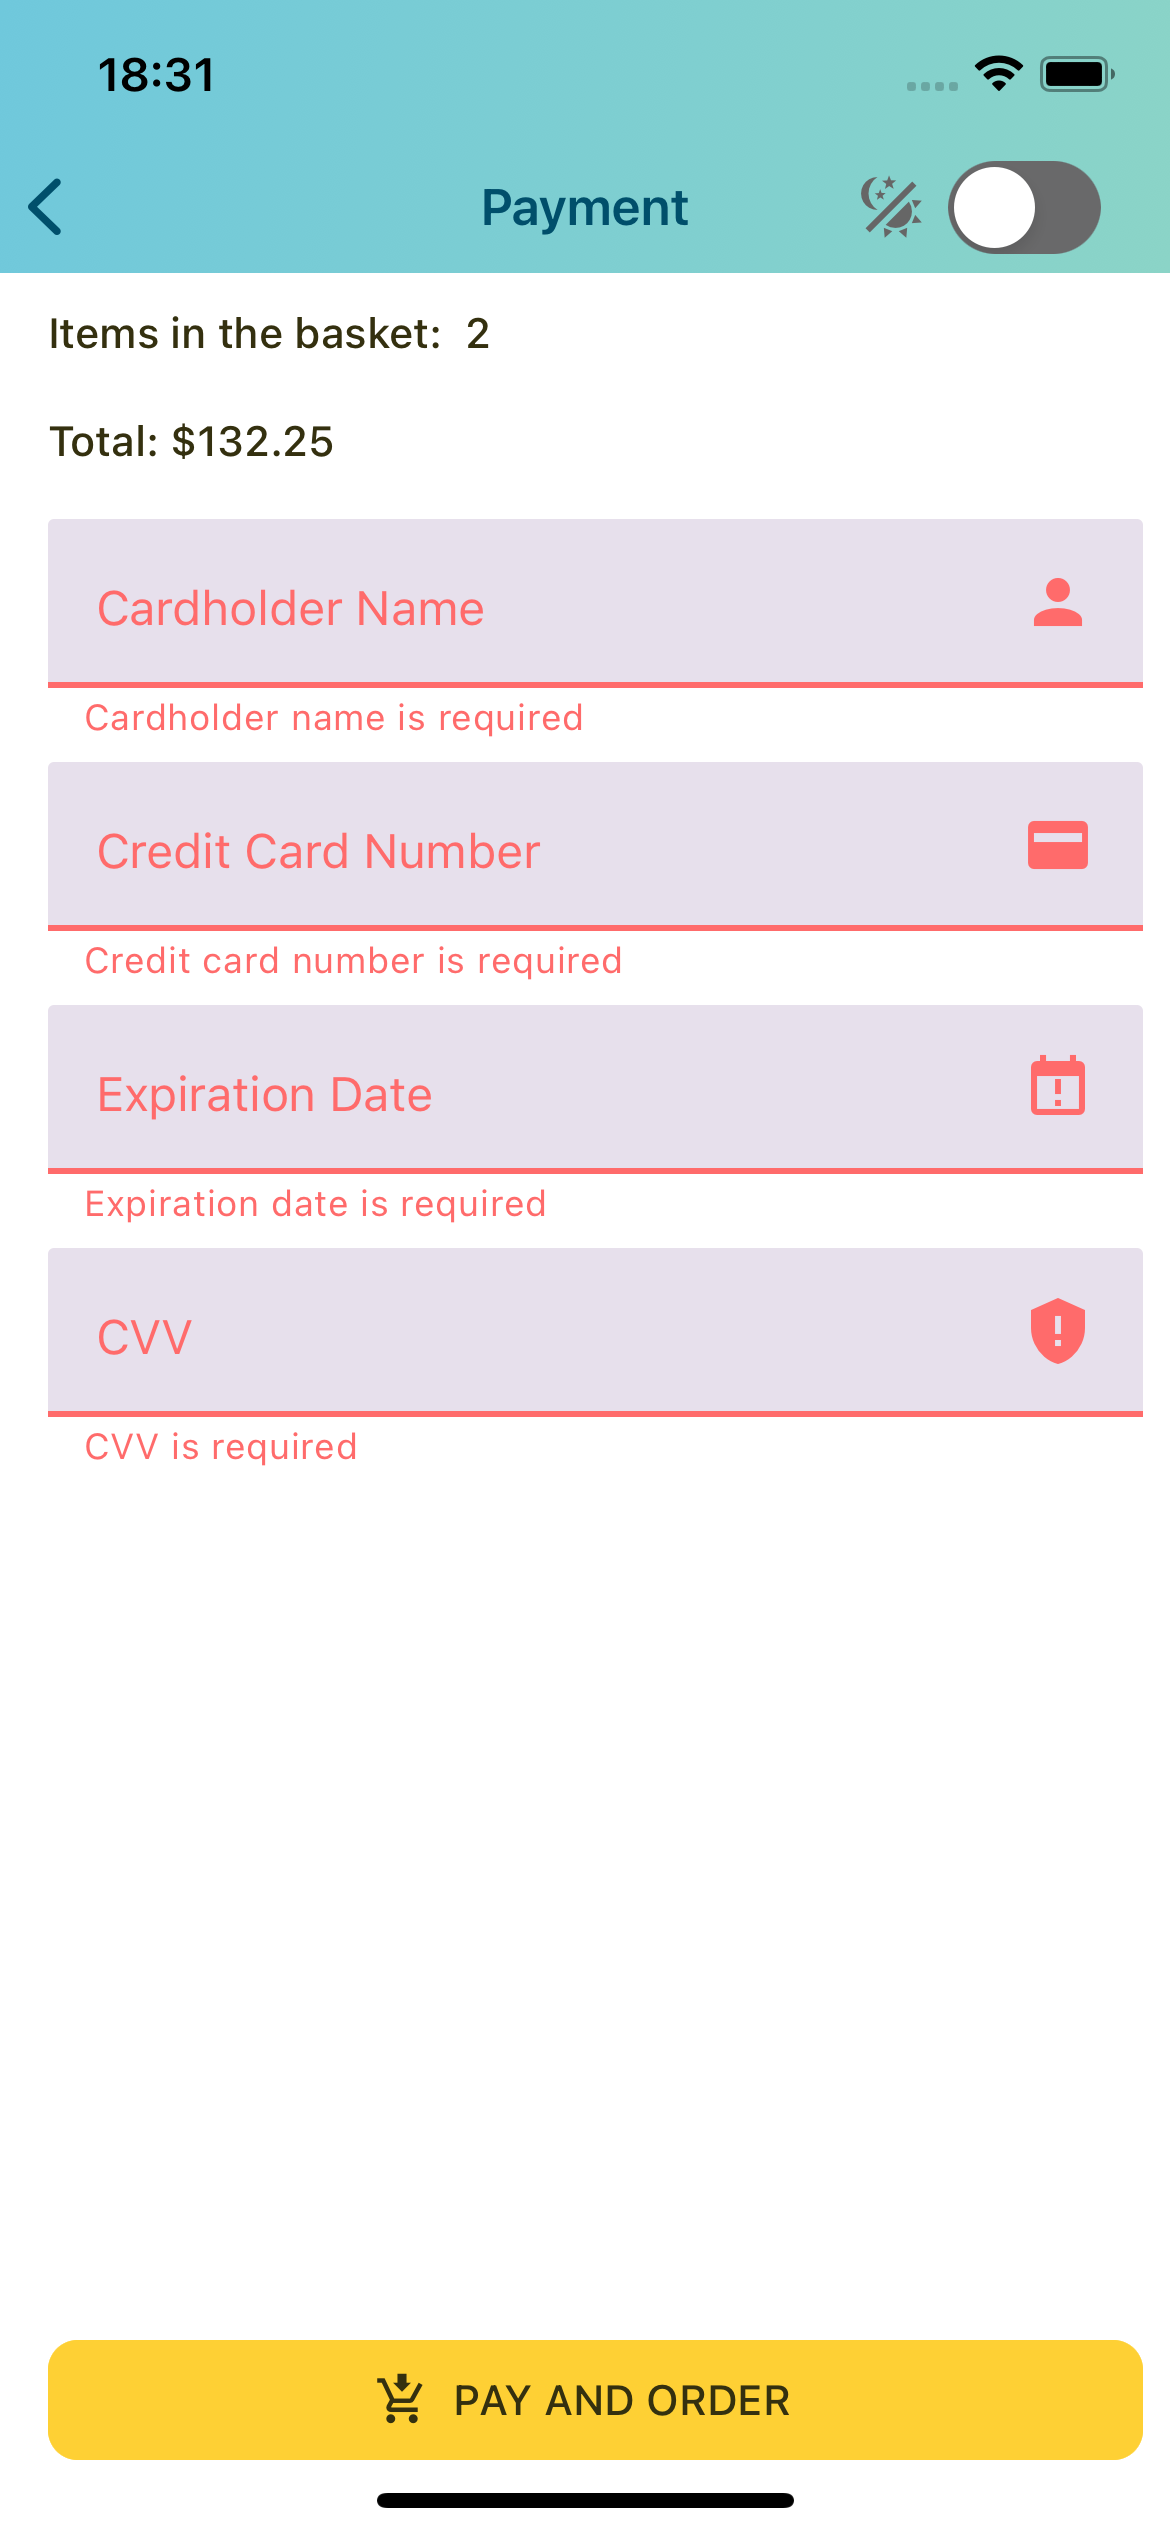 18:31
Payment
Items in the basket: 2
Total: $132.25
Cardholder Name
Cardholder name is required
Credit Card Number
Credit card number is required
Expiration Date
Expiration date is required
CVV
CVV is required
PAY AND ORDER